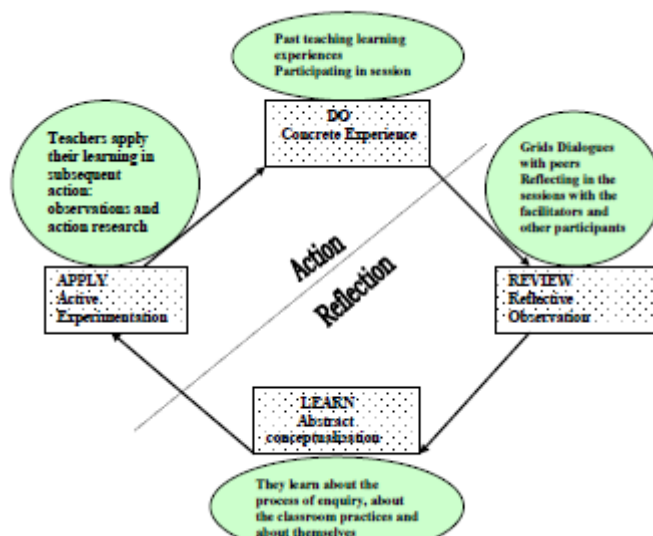 Past teaching learning
experiences
Participating in session
DO
Concrete Experience
Teachers apply
their learning in
subsequent
action:
observations and
action research
Grids Dialogues
with peers
Reflecting in the
sessions with the
facilitators and
other participants
Action
Reflection
APPLY
Active
Experimentation
REVIEW
Reflective
Observation
LEARN
Abstract
conceptualisation
They learn about the
process of enquiry, about
the classroom practices and
about themselves